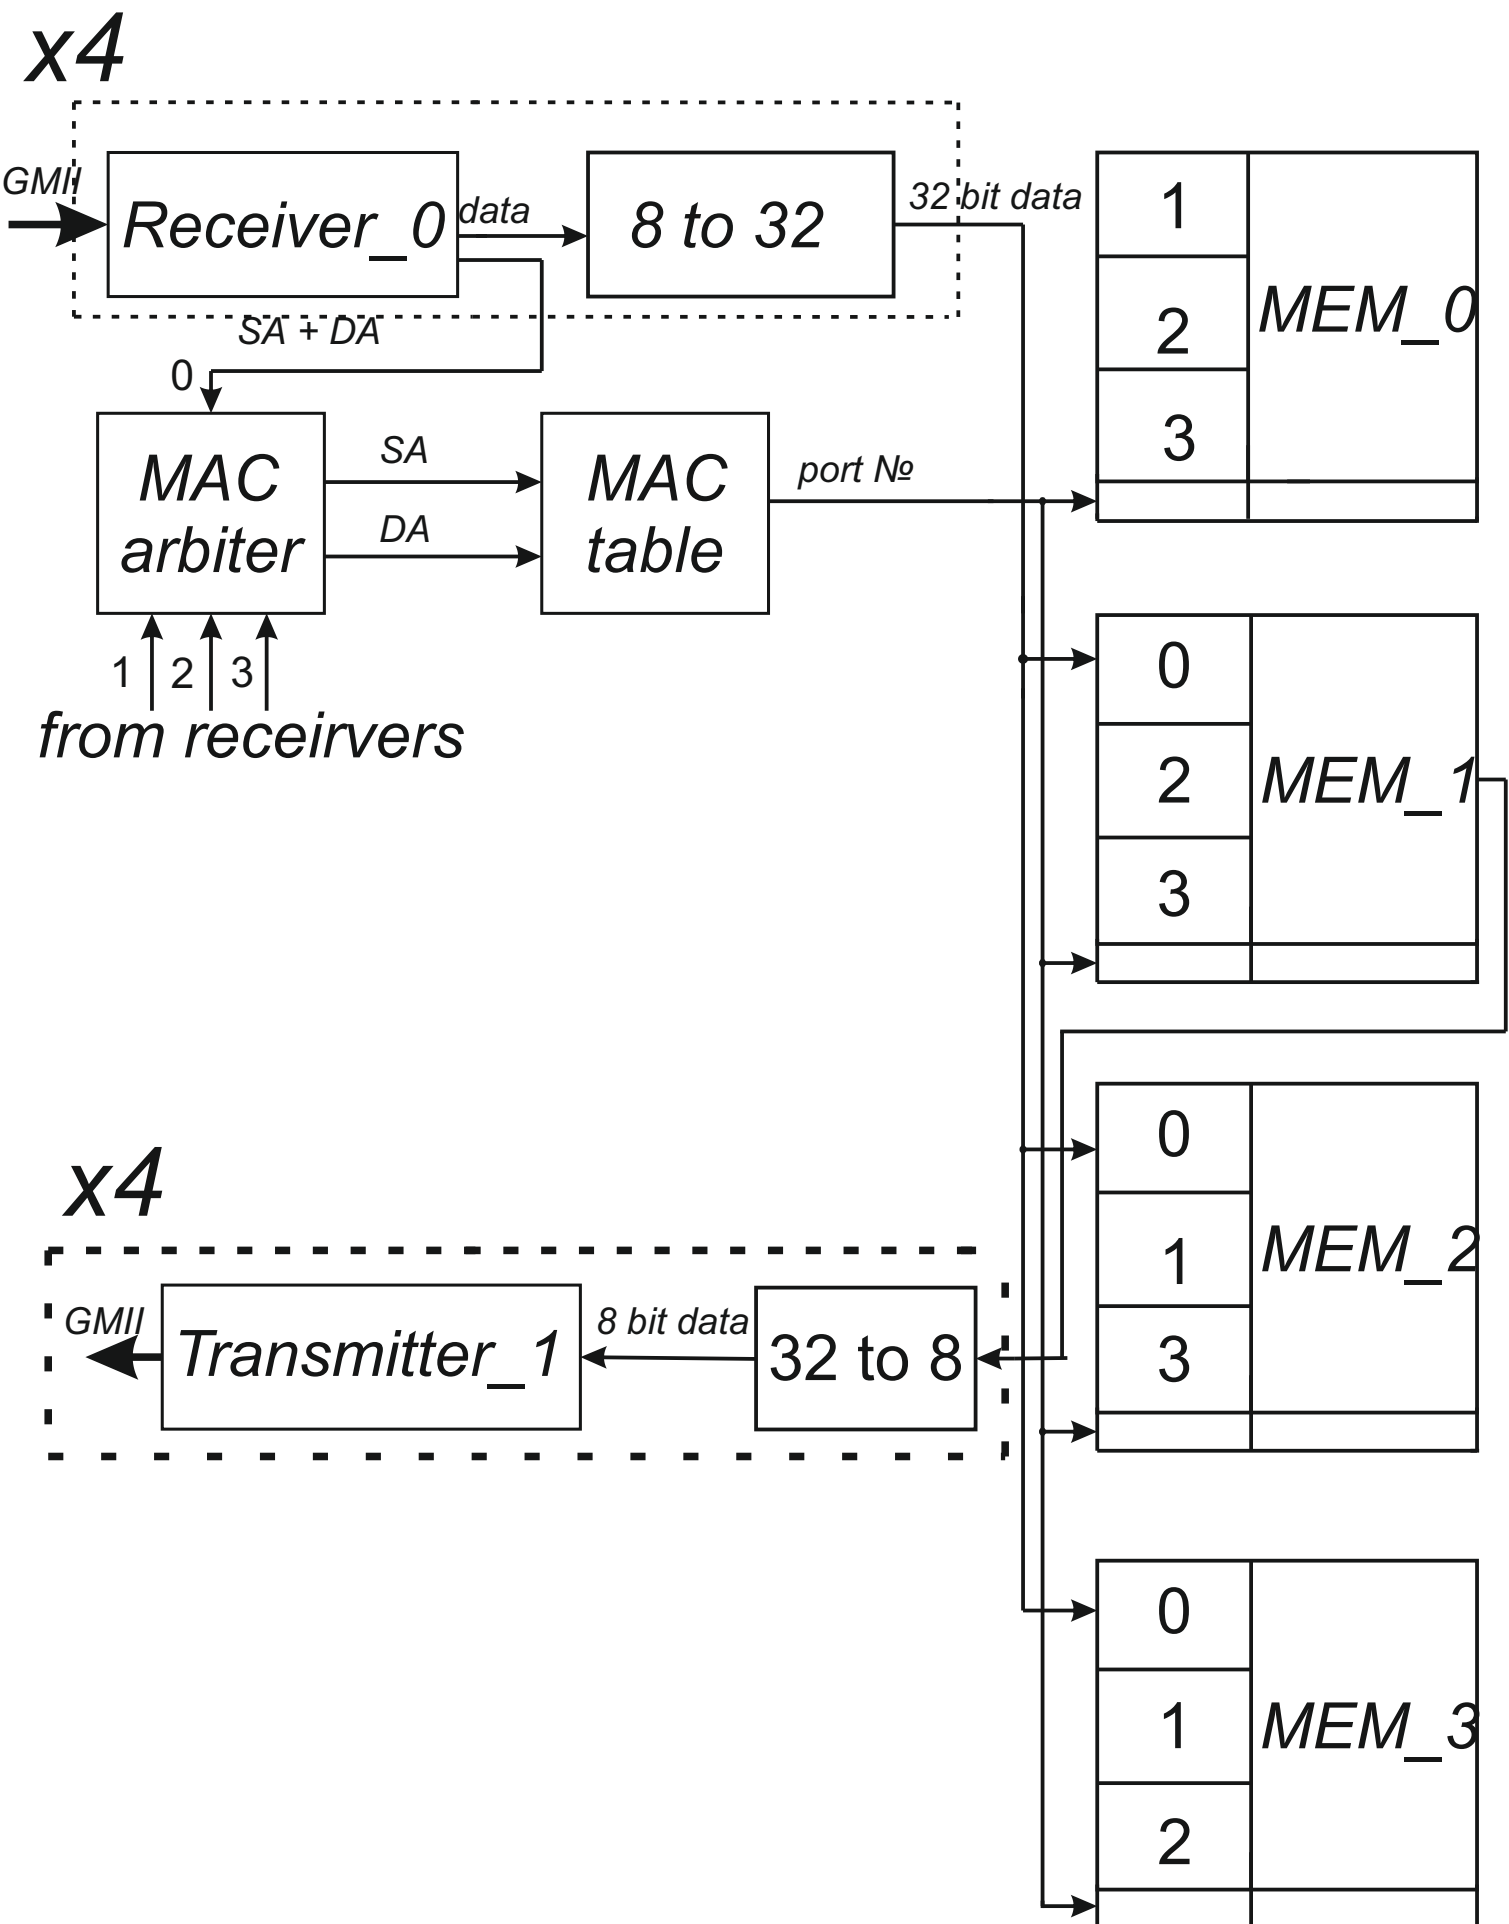 x4
GMII
Receiver_0
data
8 to 32
32 bit data
SA + DA
0
MAC
arbiter
SA
DA
MAC
table
port №
1 2 3
from receirvers
1
2
3
MEM_0
0
2
3
MEM_1
x4
GMII
Transmitter_1
8 bit data
32 to 8
0
1
3
MEM_2
0
1
2
MEM_3